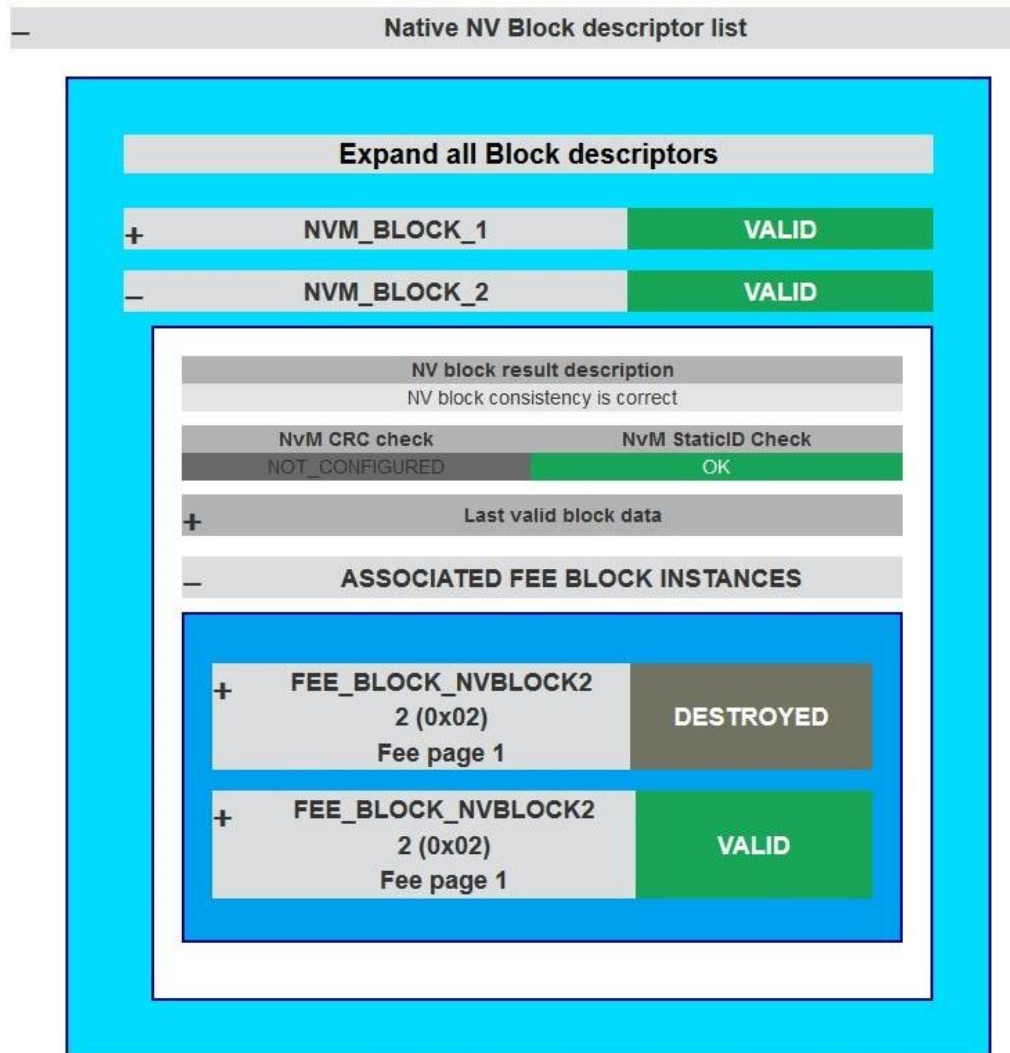 – Native NV Block descriptor list
Expand all Block descriptors
+ NVM_BLOCK_1 VALID
– NVM_BLOCK_2 VALID
NV block result description
NV block consistency is correct
NvM CRC check NvM StaticID Check
NOT_CONFIGURED OK
+ Last valid block data
– ASSOCIATED FEE BLOCK INSTANCES
+ FEE_BLOCK_NVBLOCK2
2 (0x02)
Fee page 1
DESTROYED
+ FEE_BLOCK_NVBLOCK2
2 (0x02)
Fee page 1
VALID